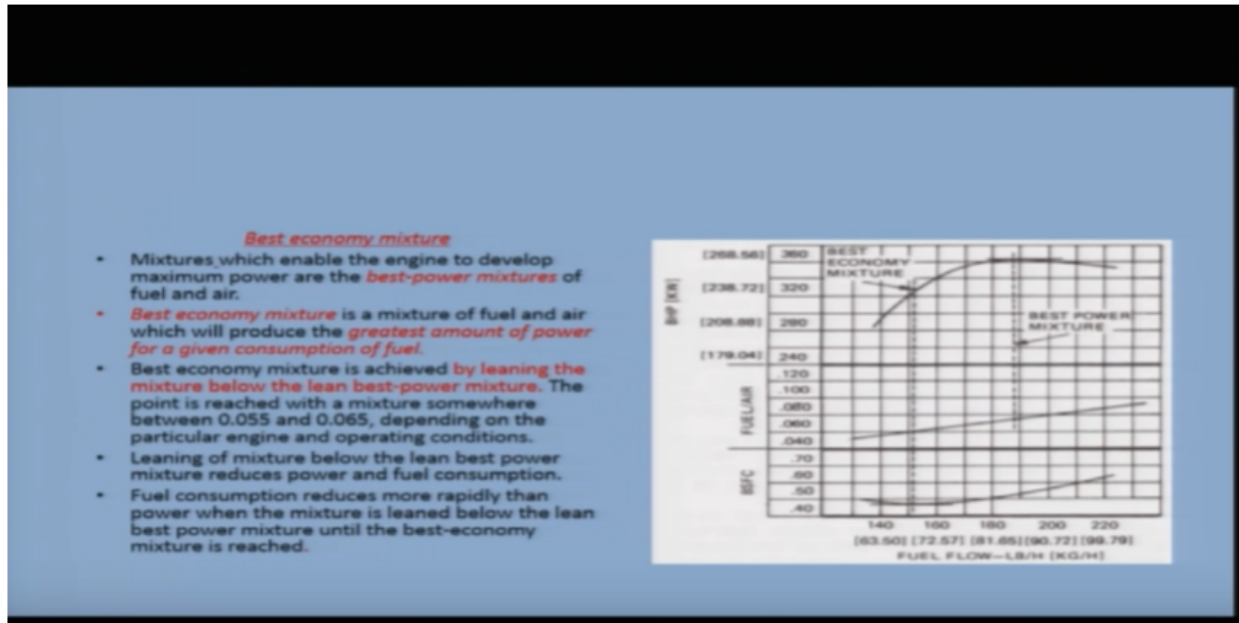 Best economy mixture
• Mixtures which enable the engine to develop
maximum power are the best-power mixtures of
fuel and air.
• Best economy mixture is a mixture of fuel and air
which will produce the greatest amount of power
for a given consumption of fuel.
• Best economy mixture is achieved by leaning the
mixture below the lean best-power mixture. The
point is reached with a mixture somewhere
between 0.055 and 0.065, depending on the
particular engine and operating conditions.
• Leaning of mixture below the lean best power
mixture reduces power and fuel consumption.
• Fuel consumption reduces more rapidly than
power when the mixture is leaned below the lean
best power mixture until the best-economy
mixture is reached.
BHP [KW]
[268.56] 360
[238.72] 320
[208.88] 280
[179.04] 240
BEST
ECONOMY
MIXTURE
BEST POWER
MIXTURE
FUEL/AIR
.120
.100
.080
.060
.040
BSFC
.70
.60
.50
.40
140 160 180 200 220
[63.50] [72.57] [81.65] [90.72] [99.79]
FUEL FLOW—LB/H [KG/H]